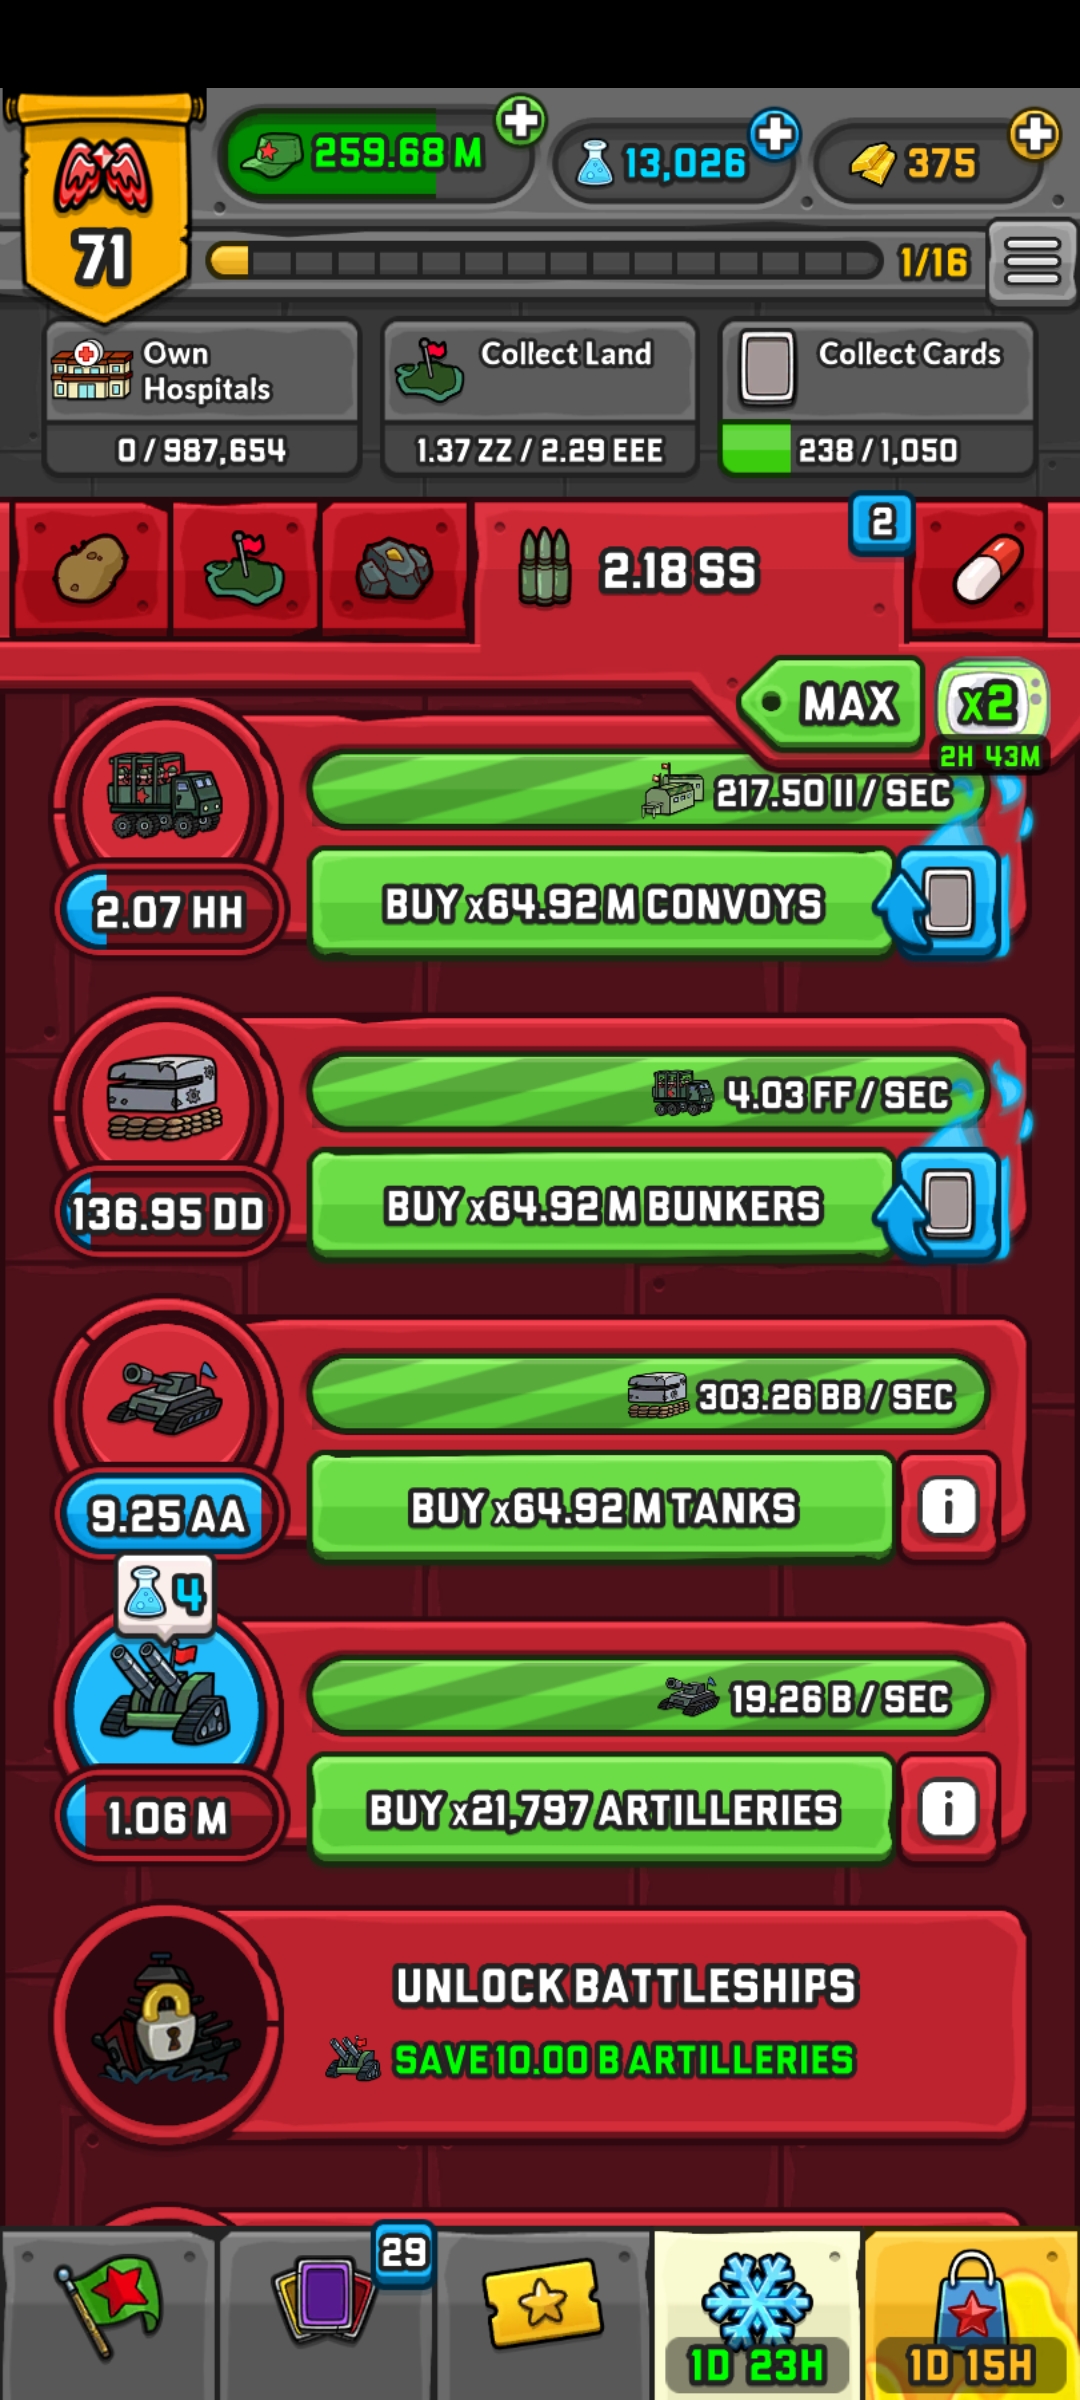 71
259.68 M
13,026
375
1/16
Own
Hospitals
0 / 987,654
Collect Land
1.37 ZZ / 2.29 EEE
Collect Cards
238 / 1,050
2.18 SS
2
MAX
x2
2H 43M
217.50 II / SEC
2.07 HH
BUY x64.92 M CONVOYS
4.03 FF / SEC
136.95 DD
BUY x64.92 M BUNKERS
303.26 BB / SEC
9.25 AA
BUY x64.92 M TANKS
i
4
19.26 B / SEC
1.06 M
BUY x21,797 ARTILLERIES
i
UNLOCK BATTLESHIPS
SAVE 10.00 B ARTILLERIES
29
1D 23H
1D 15H